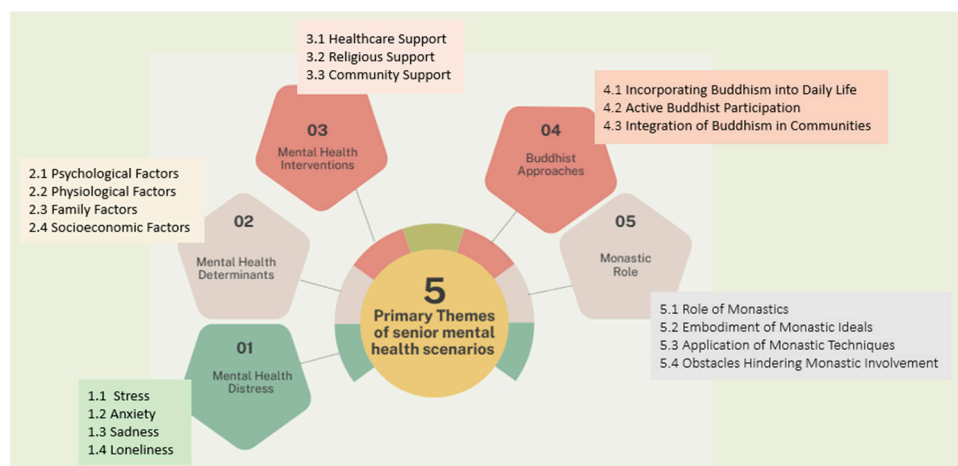 5
Primary Themes
of senior mental
health scenarios
01
Mental Health
Distress
1.1 Stress
1.2 Anxiety
1.3 Sadness
1.4 Loneliness
02
Mental Health
Determinants
2.1 Psychological Factors
2.2 Physiological Factors
2.3 Family Factors
2.4 Socioeconomic Factors
03
Mental Health
Interventions
3.1 Healthcare Support
3.2 Religious Support
3.3 Community Support
04
Buddhist
Approaches
4.1 Incorporating Buddhism into Daily Life
4.2 Active Buddhist Participation
4.3 Integration of Buddhism in Communities
05
Monastic
Role
5.1 Role of Monastics
5.2 Embodiment of Monastic Ideals
5.3 Application of Monastic Techniques
5.4 Obstacles Hindering Monastic Involvement